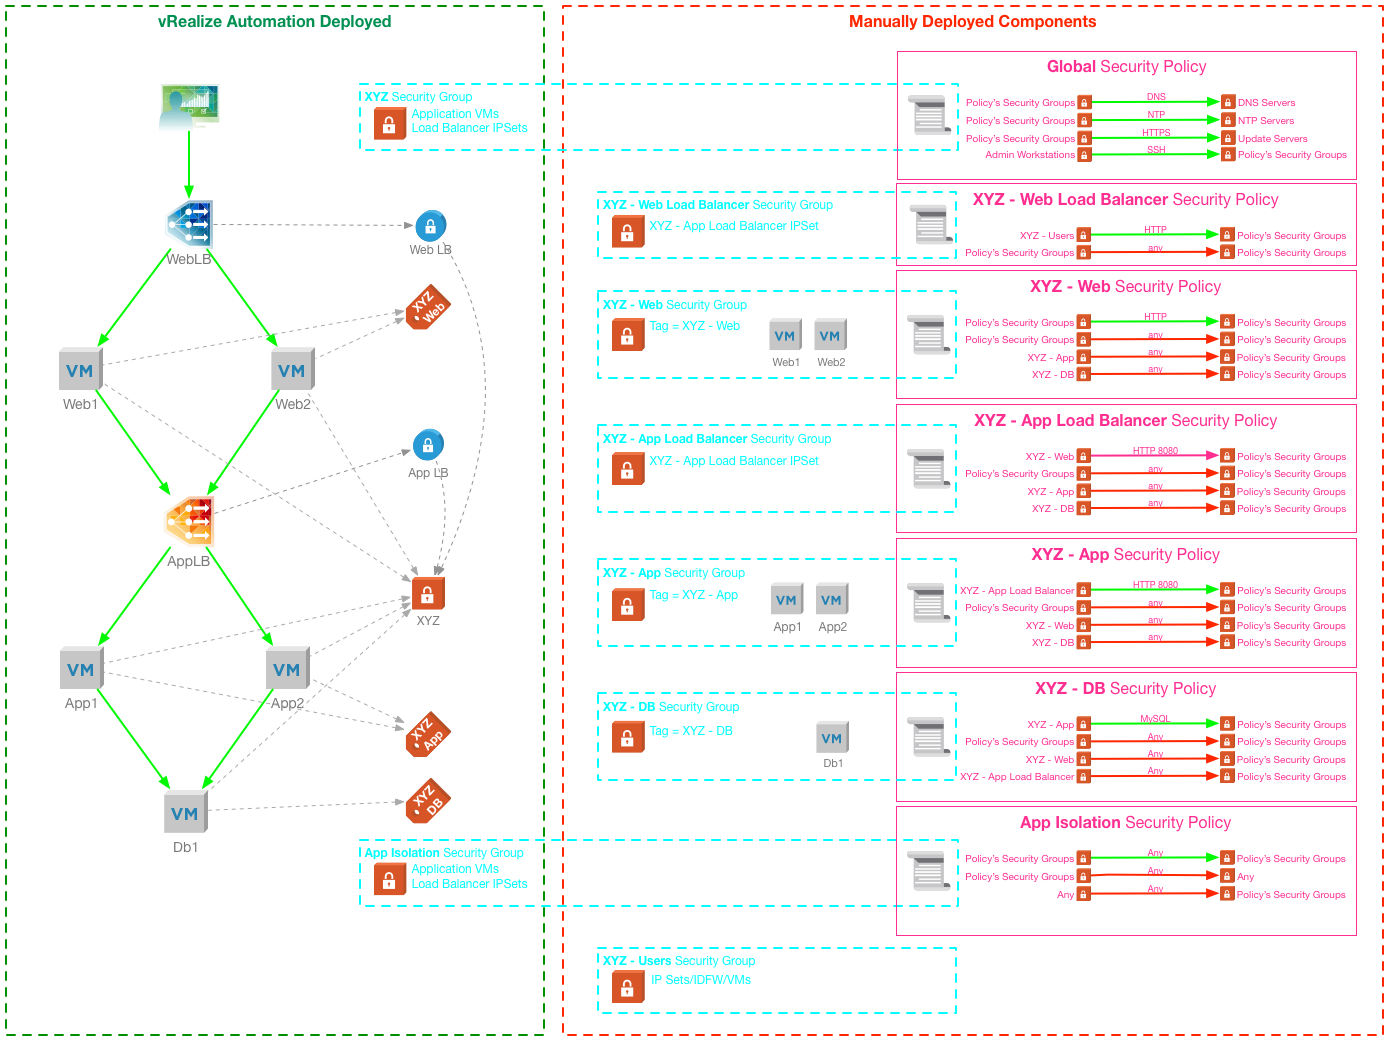 vRealize Automation Deployed
WebLB
Web LB
XYZ
Web
VM
VM
Web1
Web2
App LB
AppLB
XYZ
VM
VM
App1
App2
XYZ
App
XYZ
DB
VM
Db1
Manually Deployed Components
XYZ Security Group
Application VMs
Load Balancer IPSets
Global Security Policy
Policy's Security Groups DNS DNS Servers
Policy's Security Groups NTP NTP Servers
Policy's Security Groups HTTPS Update Servers
Admin Workstations SSH Policy's Security Groups
XYZ - Web Load Balancer Security Group
XYZ - App Load Balancer IPSet
XYZ - Web Load Balancer Security Policy
XYZ - Users HTTP Policy's Security Groups
Policy's Security Groups any Policy's Security Groups
XYZ - Web Security Group
Tag = XYZ - Web
VM
VM
Web1
Web2
XYZ - Web Security Policy
Policy's Security Groups HTTP Policy's Security Groups
Policy's Security Groups any Policy's Security Groups
XYZ - App any Policy's Security Groups
XYZ - DB any Policy's Security Groups
XYZ - App Load Balancer Security Group
XYZ - App Load Balancer IPSet
XYZ - App Load Balancer Security Policy
XYZ - Web HTTP 8080 Policy's Security Groups
Policy's Security Groups any Policy's Security Groups
XYZ - App any Policy's Security Groups
XYZ - DB any Policy's Security Groups
XYZ - App Security Group
Tag = XYZ - App
VM
VM
App1
App2
XYZ - App Security Policy
XYZ - App Load Balancer HTTP 8080 Policy's Security Groups
Policy's Security Groups any Policy's Security Groups
XYZ - Web any Policy's Security Groups
XYZ - DB any Policy's Security Groups
XYZ - DB Security Group
Tag = XYZ - DB
VM
Db1
XYZ - DB Security Policy
XYZ - App MySQL Policy's Security Groups
Policy's Security Groups Any Policy's Security Groups
XYZ - Web Any Policy's Security Groups
XYZ - App Load Balancer Any Policy's Security Groups
App Isolation Security Group
Application VMs
Load Balancer IPSets
App Isolation Security Policy
Policy's Security Groups Any Policy's Security Groups
Policy's Security Groups Any Any
Any Any Policy's Security Groups
XYZ - Users Security Group
IP Sets/IDFW/VMs